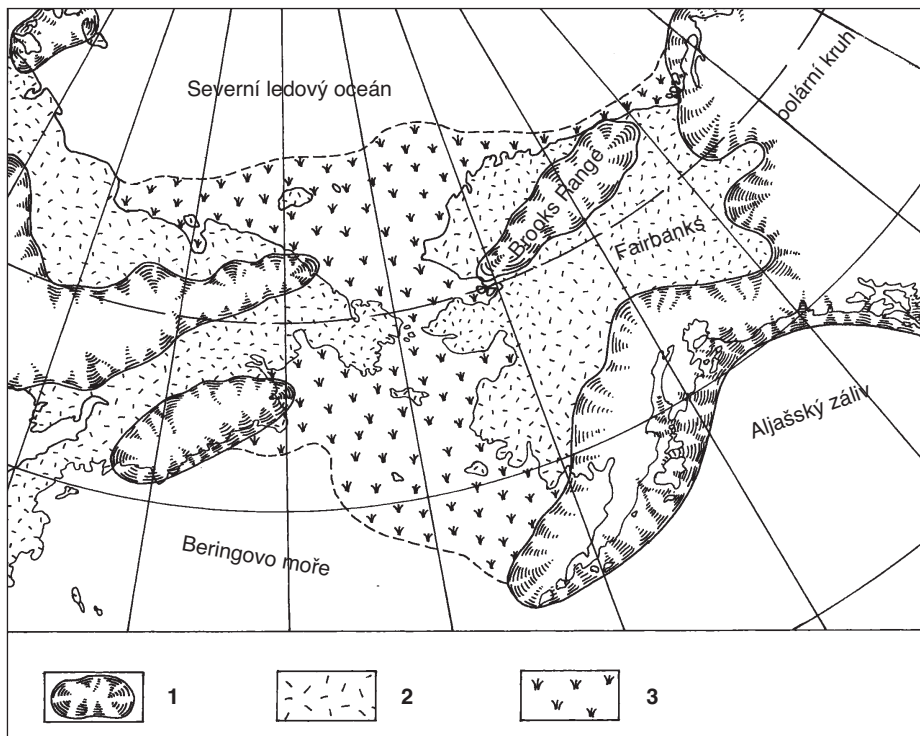 Severní ledový oceán
polární kruh
Brooks Range
Fairbanks
Aljašský záliv
Beringovo moře
1
2
3